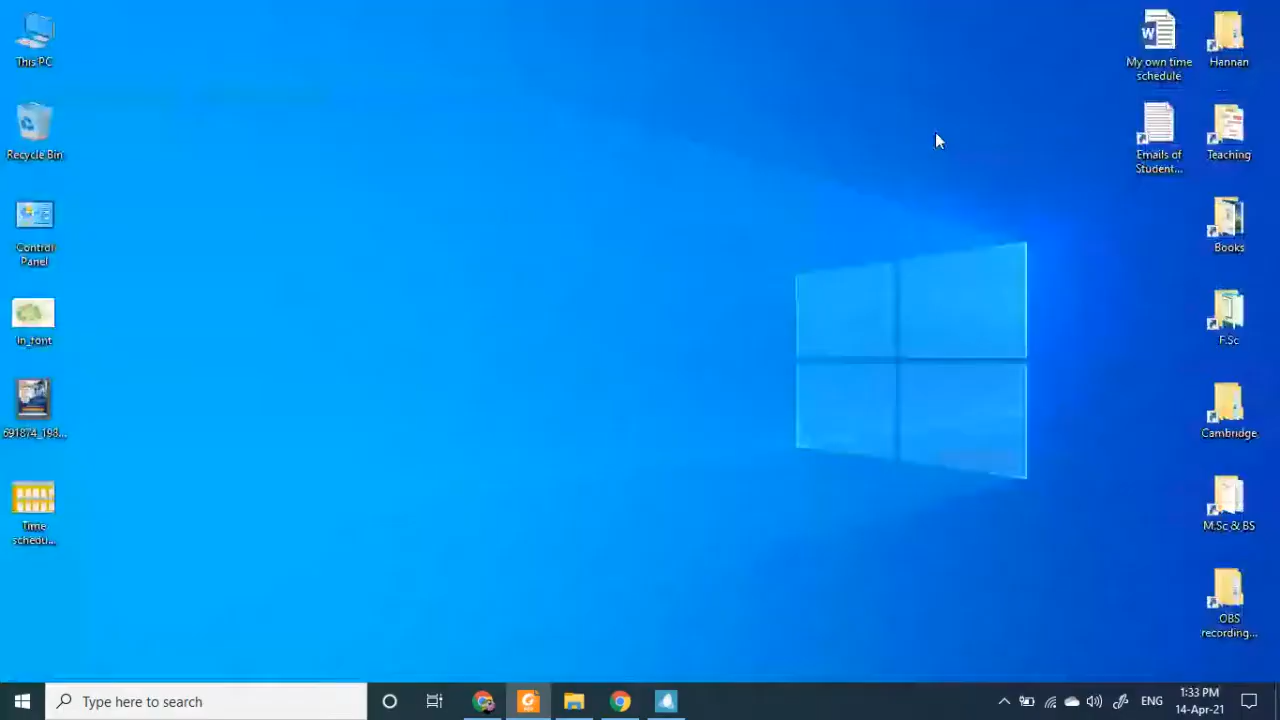 This PC
Recycle Bin
Control
Panel
In_font
691874_198...
Time
schedu...
My own time
schedule
Hannan
Emails of
Student...
Teaching
Books
F.Sc
Cambridge
M.Sc & BS
OBS
recording...
Type here to search
ENG
1:33 PM
14-Apr-21